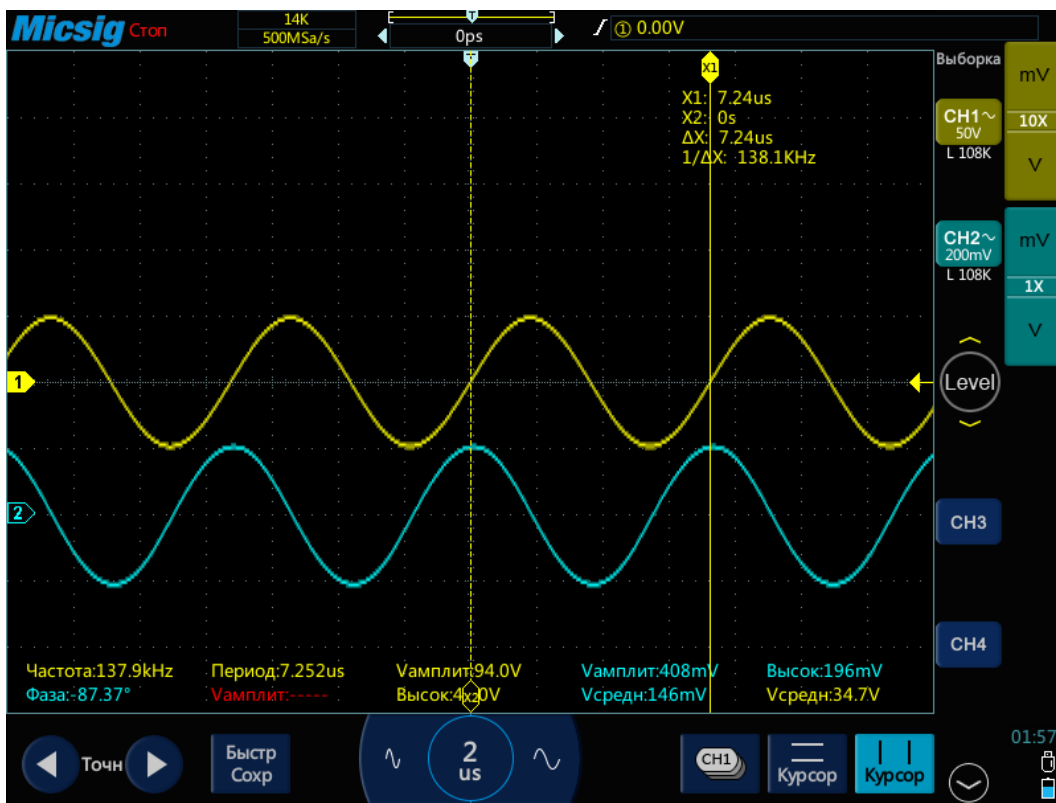 Micsig Стоп
14K
500MSa/s
T
0ps
① 0.00V
Выборка
X1
X1: 7.24us
X2: 0s
ΔX: 7.24us
1/ΔX: 138.1KHz
CH1~
50V
L 108K
mV
10X
V
CH2~
200mV
L 108K
mV
1X
V
1
Level
2
CH3
CH4
Частота:137.9kHz Период:7.252us Vамплит:94.0V Vамплит:408mV Высок:196mV
Фаза:-87.37° Vамплит:----- Высок:4 0V Vсредн:146mV Vсредн:34.7V
X2
Точн
Быстр
Сохр
2
us
CH1
Курсор
Курсор
01:57